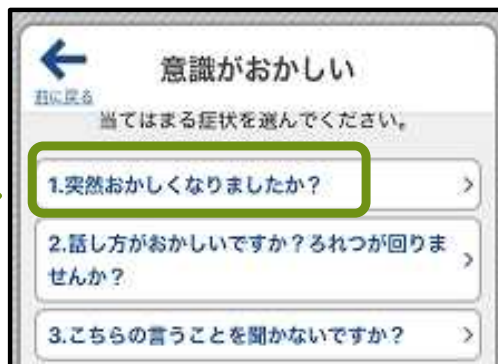 意識がおかしい
前に戻る
当てはまる症状を選んでください。
1.突然おかしくなりましたか？
2.話し方がおかしいですか？ろれつが回りま
せんか？
3.こちらの言うことを聞かないですか？